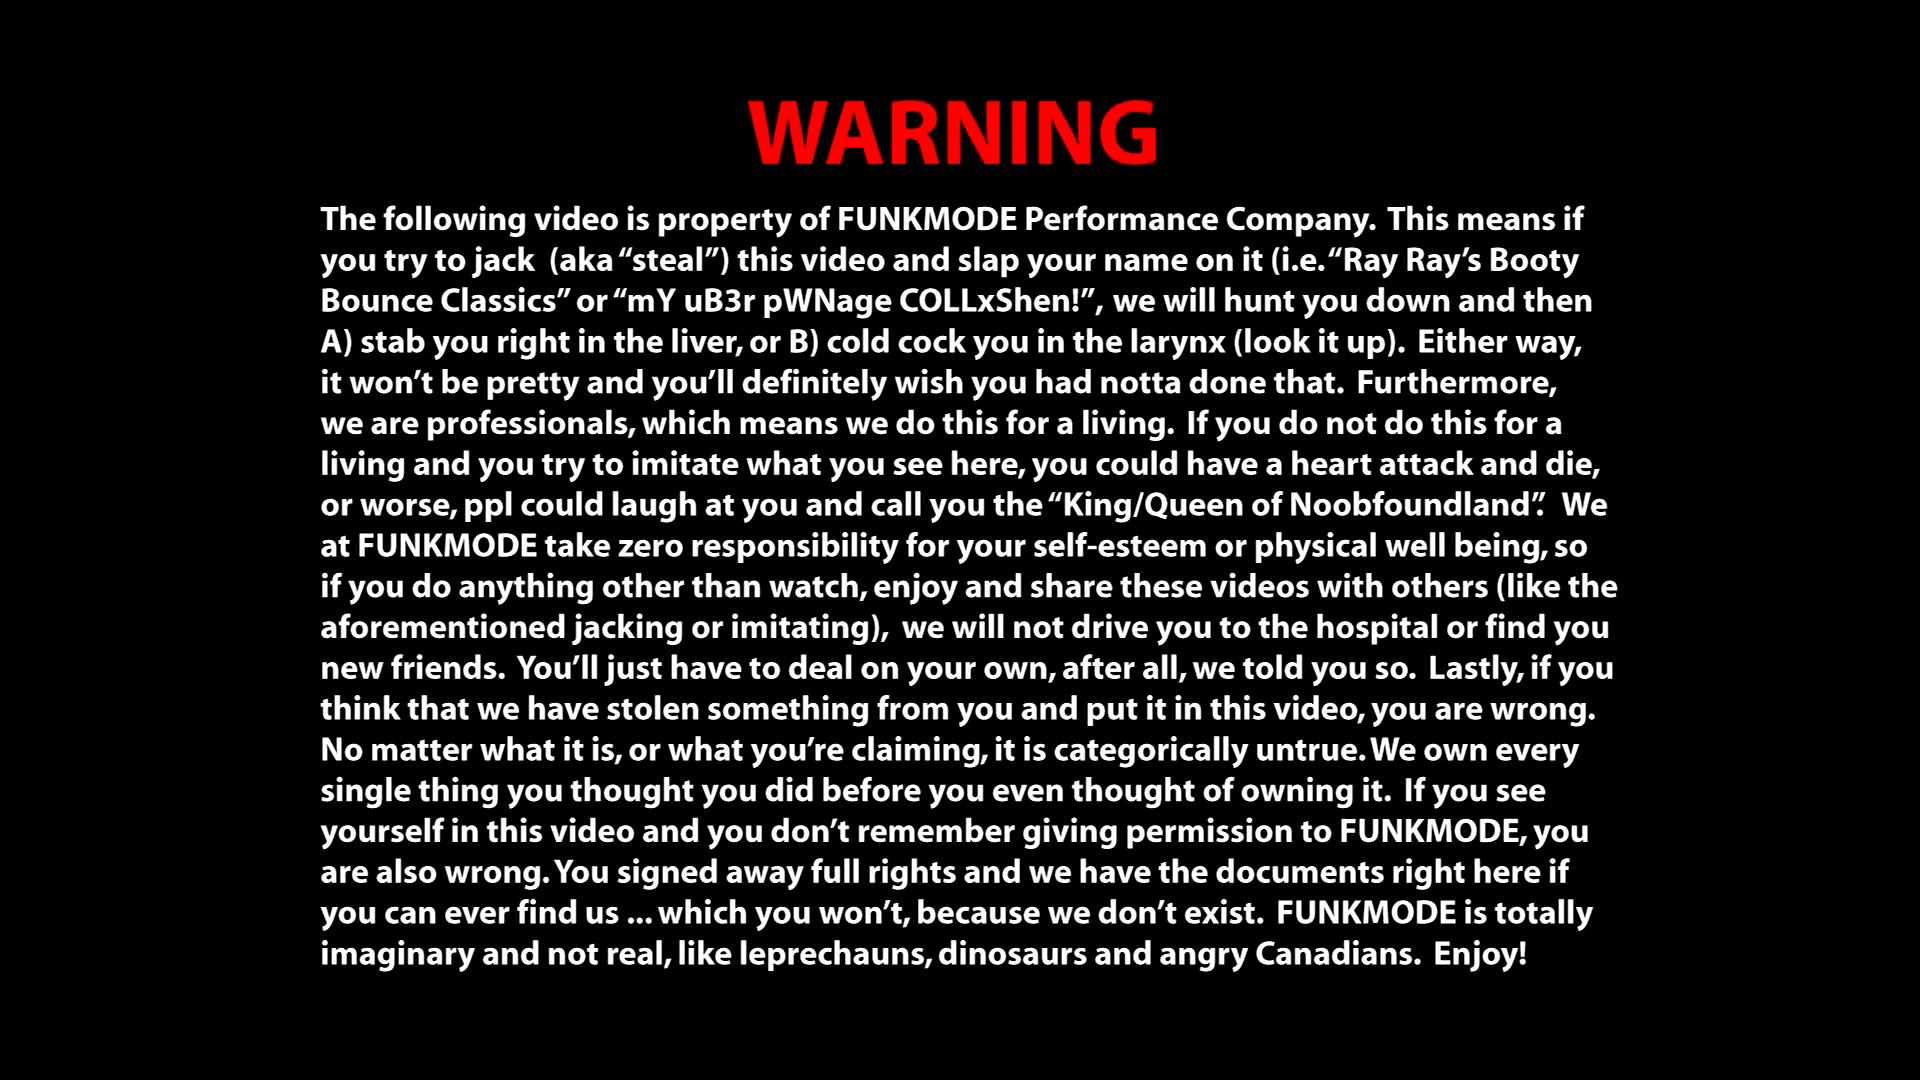 WARNING
The following video is property of FUNKMODE Performance Company.  This means if
you try to jack  (aka “steal”) this video and slap your name on it (i.e. “Ray Ray’s Booty
Bounce Classics” or “mY uB3r pWNage COLLxShen!”, we will hunt you down and then
A) stab you right in the liver, or B) cold cock you in the larynx (look it up).  Either way,
it won’t be pretty and you’ll definitely wish you had notta done that.  Furthermore,
we are professionals, which means we do this for a living.  If you do not do this for a
living and you try to imitate what you see here, you could have a heart attack and die,
or worse, ppl could laugh at you and call you the “King/Queen of Noobfoundland”.  We
at FUNKMODE take zero responsibility for your self-esteem or physical well being, so
if you do anything other than watch, enjoy and share these videos with others (like the
aforementioned jacking or imitating),  we will not drive you to the hospital or find you
new friends.  You’ll just have to deal on your own, after all, we told you so.  Lastly, if you
think that we have stolen something from you and put it in this video, you are wrong.
No matter what it is, or what you’re claiming, it is categorically untrue. We own every
single thing you thought you did before you even thought of owning it.  If you see
yourself in this video and you don’t remember giving permission to FUNKMODE, you
are also wrong. You signed away full rights and we have the documents right here if
you can ever find us ... which you won’t, because we don’t exist.  FUNKMODE is totally
imaginary and not real, like leprechauns, dinosaurs and angry Canadians.  Enjoy!